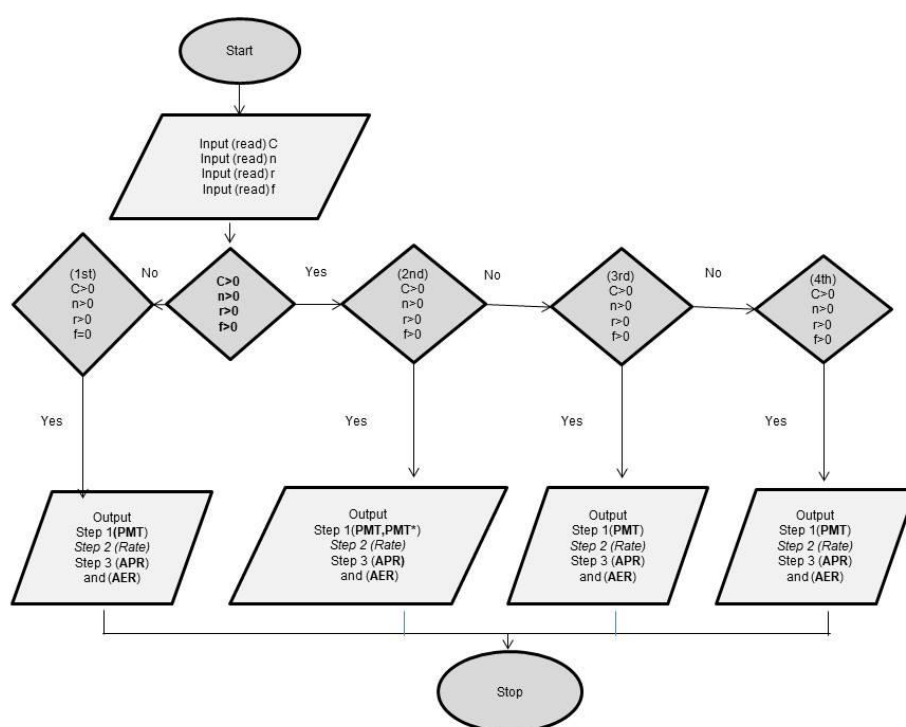 Start
Input (read) C
Input (read) n
Input (read) r
Input (read) f
(1st)
C>0
n>0
r>0
f=0
No
C>0
n>0
r>0
f>0
Yes
(2nd)
C>0
n>0
r>0
f>0
No
(3rd)
C>0
n>0
r>0
f>0
No
(4th)
C>0
n>0
r>0
f>0
Yes
Yes
Yes
Yes
Output
Step 1(PMT)
Step 2 (Rate)
Step 3 (APR)
and (AER)
Output
Step 1(PMT,PMT*)
Step 2 (Rate)
Step 3 (APR)
and (AER)
Output
Step 1(PMT)
Step 2 (Rate)
Step 3 (APR)
and (AER)
Output
Step 1(PMT)
Step 2 (Rate)
Step 3 (APR)
and (AER)
Stop